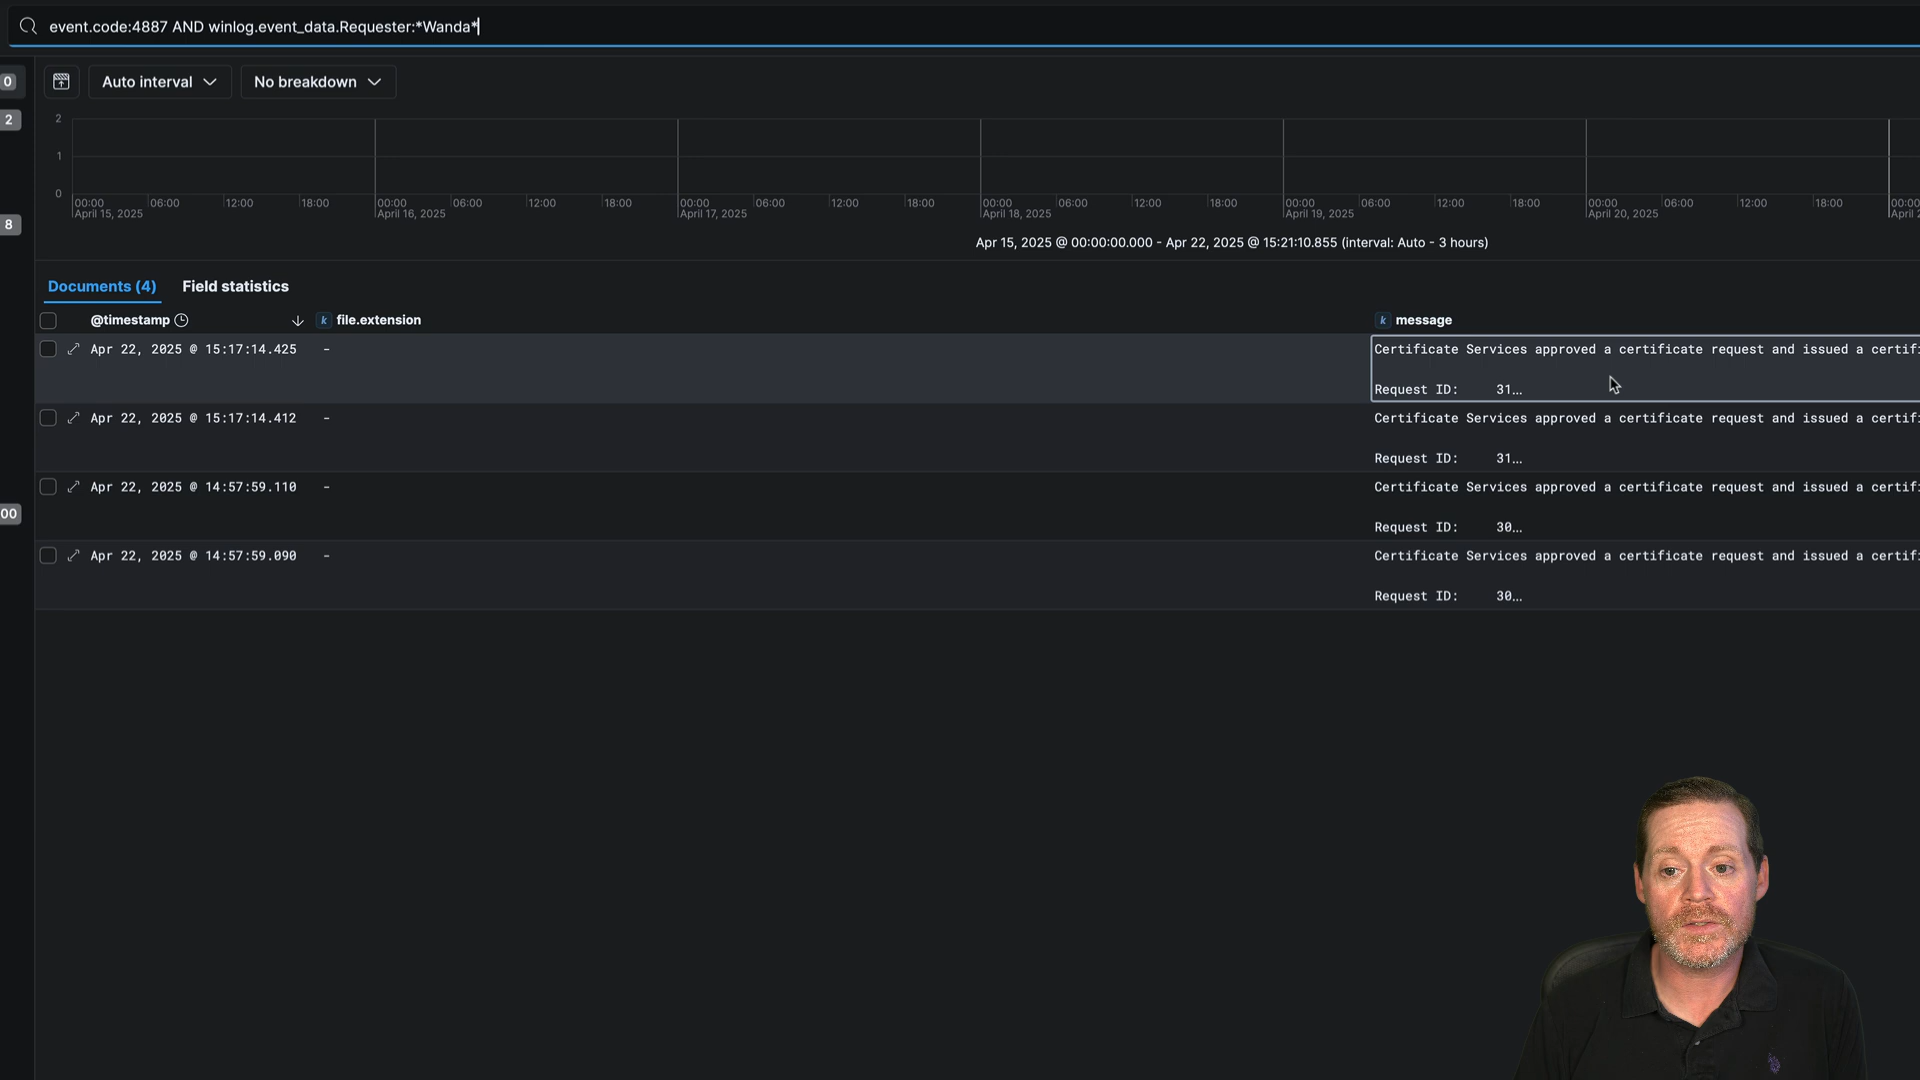 event.code:4887 AND winlog.event_data.Requester:*Wanda*
0
Auto interval
No breakdown
2
8
00
2
1
0
00:00 06:00 12:00 18:00 00:00 06:00 12:00 18:00 00:00 06:00 12:00 18:00 00:00 06:00 12:00 18:00 00:00 06:00 12:00 18:00 00:00 06:00 12:00 18:00 00:00
April 15, 2025 April 16, 2025 April 17, 2025 April 18, 2025 April 19, 2025 April 20, 2025 April
Apr 15, 2025 @ 00:00:00.000 - Apr 22, 2025 @ 15:21:10.855 (interval: Auto - 3 hours)
Documents (4) Field statistics
@timestamp k file.extension k message
Apr 22, 2025 @ 15:17:14.425 - Certificate Services approved a certificate request and issued a certif
Request ID: 31…
Apr 22, 2025 @ 15:17:14.412 - Certificate Services approved a certificate request and issued a certif
Request ID: 31…
Apr 22, 2025 @ 14:57:59.110 - Certificate Services approved a certificate request and issued a certif
Request ID: 30…
Apr 22, 2025 @ 14:57:59.090 - Certificate Services approved a certificate request and issued a certif
Request ID: 30…